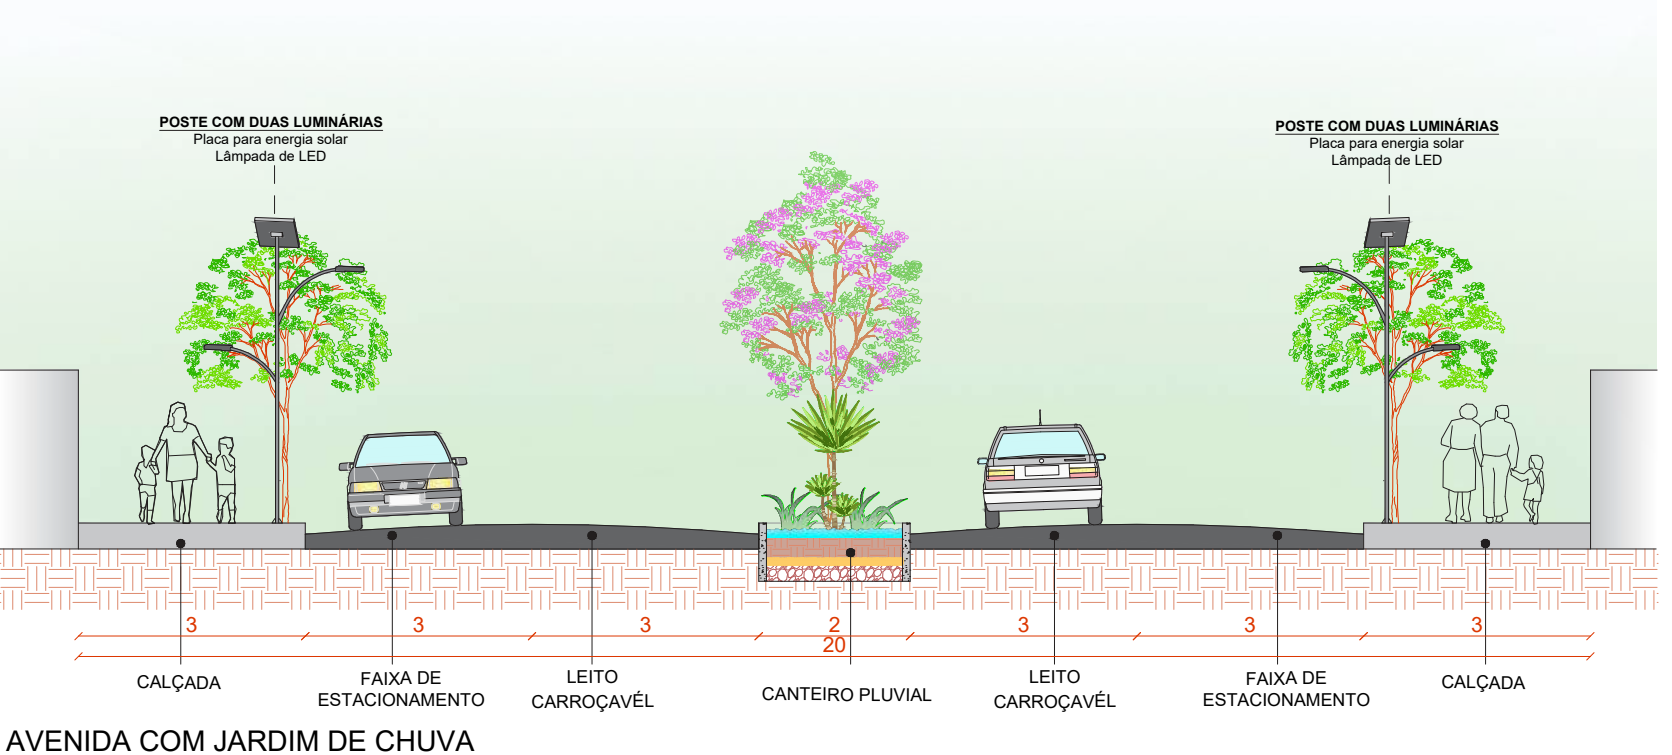 POSTE COM DUAS LUMINÁRIAS
Placa para energia solar
Lâmpada de LED
POSTE COM DUAS LUMINÁRIAS
Placa para energia solar
Lâmpada de LED
3
3
3
2
3
3
3
20
CALÇADA
FAIXA DE
ESTACIONAMENTO
LEITO
CARROÇAVÉL
CANTEIRO PLUVIAL
LEITO
CARROÇAVÉL
FAIXA DE
ESTACIONAMENTO
CALÇADA
AVENIDA COM JARDIM DE CHUVA